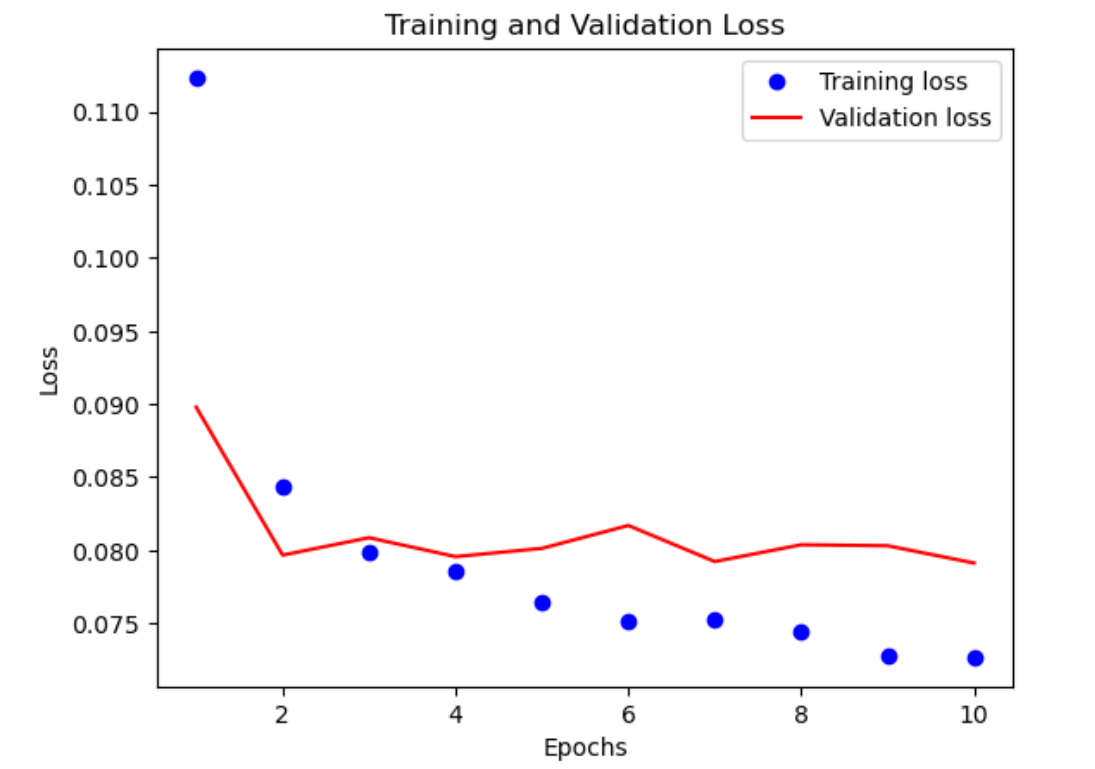 Training and Validation Loss
Training loss
Validation loss
0.110
0.105
0.100
0.095
0.090
0.085
0.080
0.075
Loss
2 4 6 8 10
Epochs